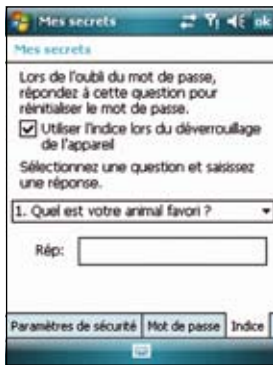 Mes secrets
ok
Mes secrets
Lors de l'oubli du mot de passe,
répondez à cette question pour
réinitialiser le mot de passe.
Utiliser l'indice lors du déverrouillage
de l'appareil
Sélectionnez une question et saisissez
une réponse.
1. Quel est votre animal favori ?
Rép:
Paramètres de sécurité Mot de passe Indice